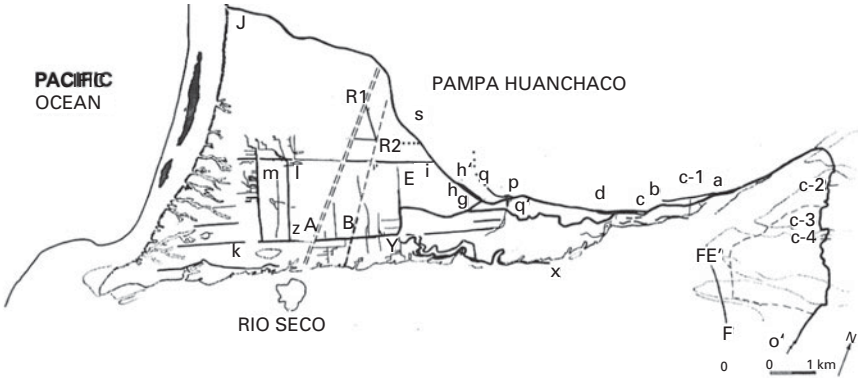 J
PACIFIC
OCEAN
PAMPA HUANCHACO
R1
s
R2
h' q
m l i
E h p
g q'
d c b c-1 a
c-2
c-3
c-4
z A B
Y
k
x
FE'
RIO SECO
F o'
0 0 1 km
N